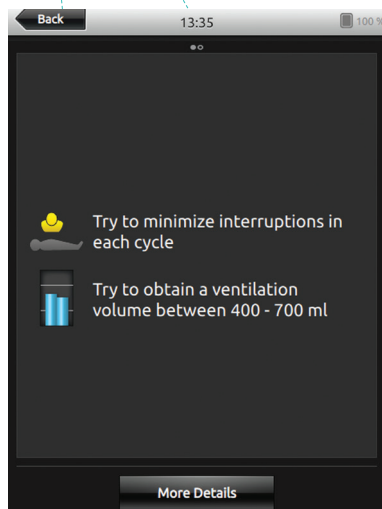 Back
13:35
100 %
Try to minimize interruptions in
each cycle
Try to obtain a ventilation
volume between 400 - 700 ml
More Details